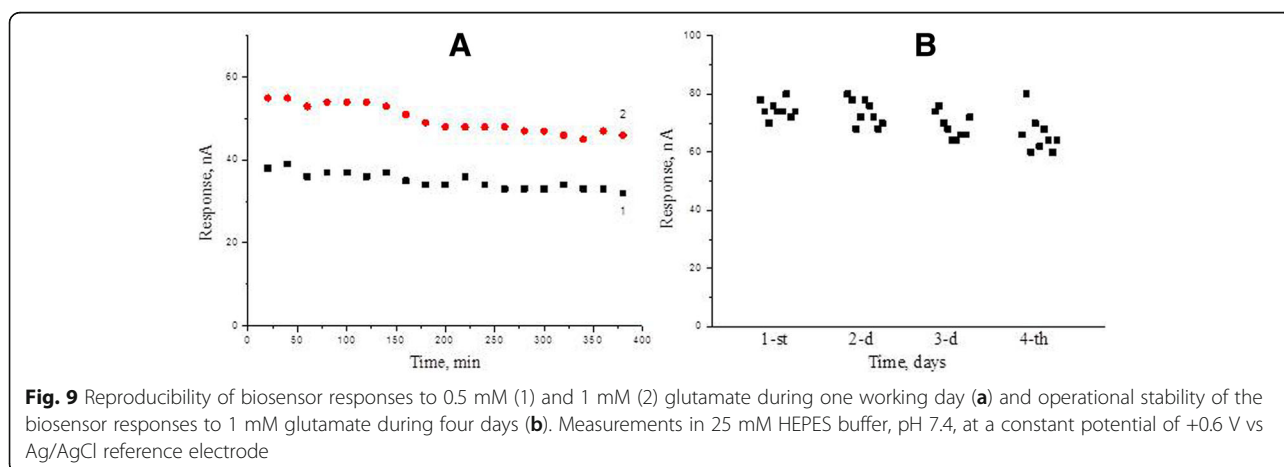 A
Response, nA
60
40
20
0
2
1
0 50 100 150 200 250 300 350 400
Time, min
B
Response, nA
100
80
60
40
20
0
1-st 2-d 3-d 4-th
Time, days
Fig. 9 Reproducibility of biosensor responses to 0.5 mM (1) and 1 mM (2) glutamate during one working day (a) and operational stability of the
biosensor responses to 1 mM glutamate during four days (b). Measurements in 25 mM HEPES buffer, pH 7.4, at a constant potential of +0.6 V vs
Ag/AgCl reference electrode